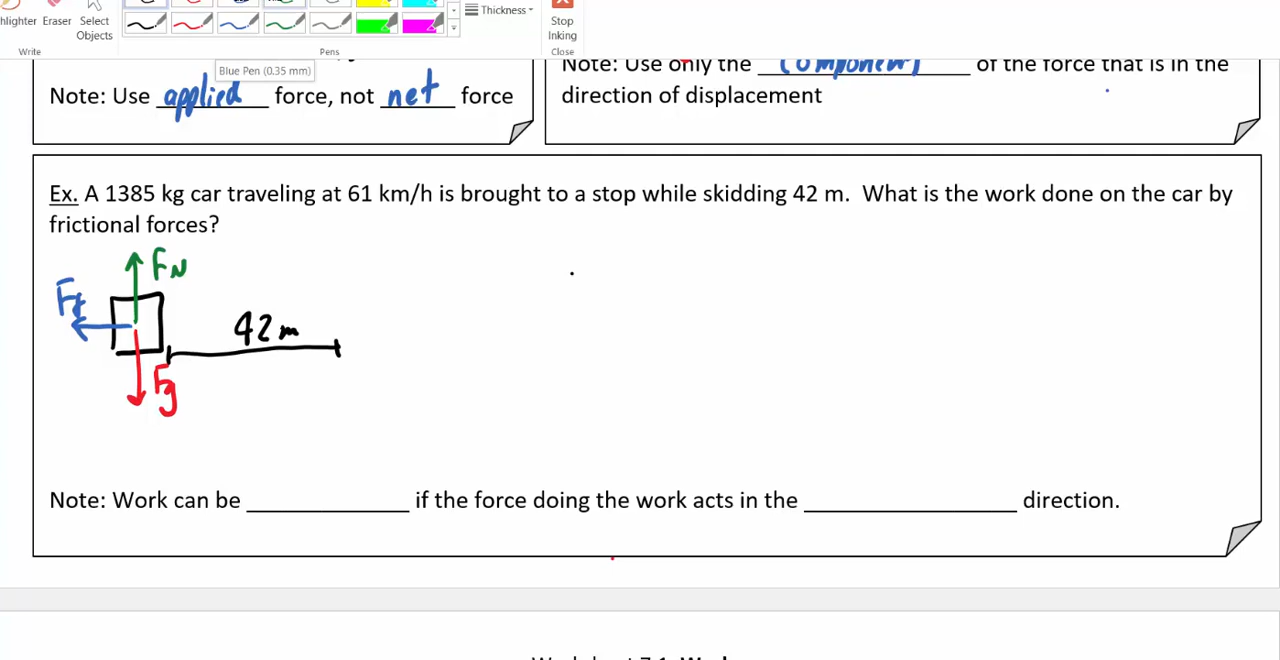 hlighter Eraser Select Objects
Write
Pens
Thickness
Stop Inking
Close
Blue Pen (0.35 mm)
Note: Use applied force, not net force
Note: Use only the component of the force that is in the
direction of displacement
Ex. A 1385 kg car traveling at 61 km/h is brought to a stop while skidding 42 m. What is the work done on the car by
frictional forces?
FN
Ff
42 m
Fg
Note: Work can be ____________ if the force doing the work acts in the ________________ direction.